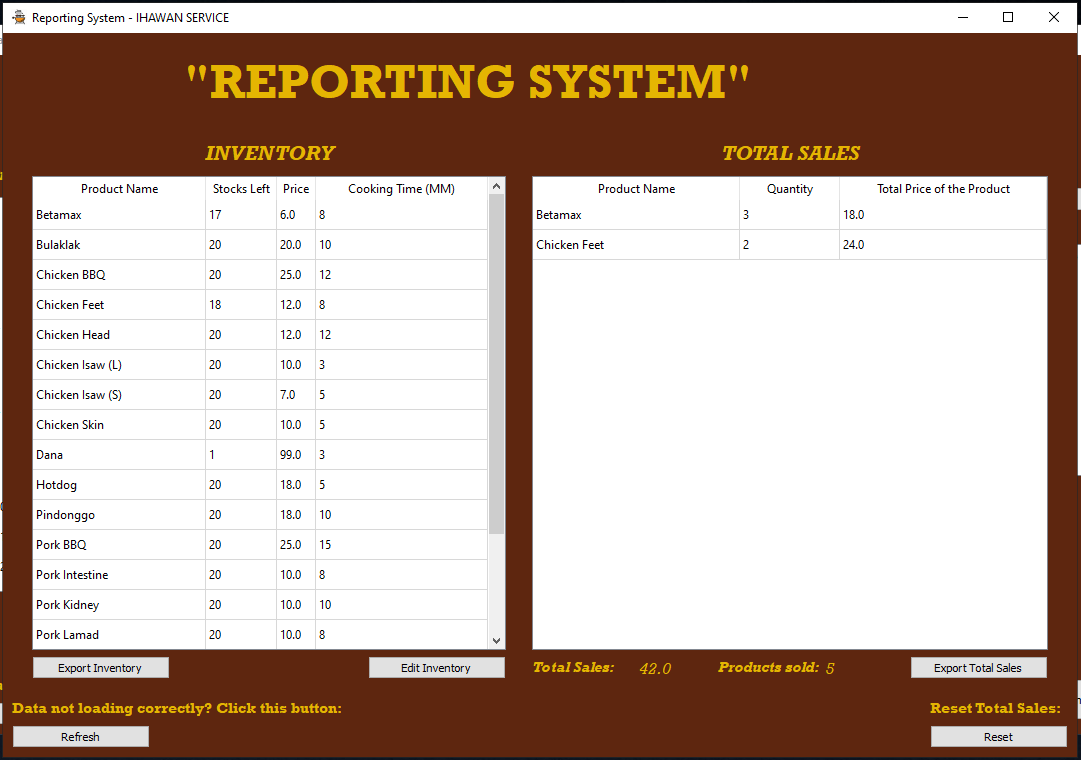 Reporting System - IHAWAN SERVICE
"REPORTING SYSTEM"
INVENTORY
Product Name Stocks Left Price Cooking Time (MM)
Betamax 17 6.0 8
Bulaklak 20 20.0 10
Chicken BBQ 20 25.0 12
Chicken Feet 18 12.0 8
Chicken Head 20 12.0 12
Chicken Isaw (L) 20 10.0 3
Chicken Isaw (S) 20 7.0 5
Chicken Skin 20 10.0 5
Dana 1 99.0 3
Hotdog 20 18.0 5
Pindonggo 20 18.0 10
Pork BBQ 20 25.0 15
Pork Intestine 20 10.0 8
Pork Kidney 20 10.0 10
Pork Lamad 20 10.0 8
Export Inventory Edit Inventory
TOTAL SALES
Product Name Quantity Total Price of the Product
Betamax 3 18.0
Chicken Feet 2 24.0
Total Sales: 42.0 Products sold: 5 Export Total Sales
Data not loading correctly? Click this button:
Refresh
Reset Total Sales:
Reset